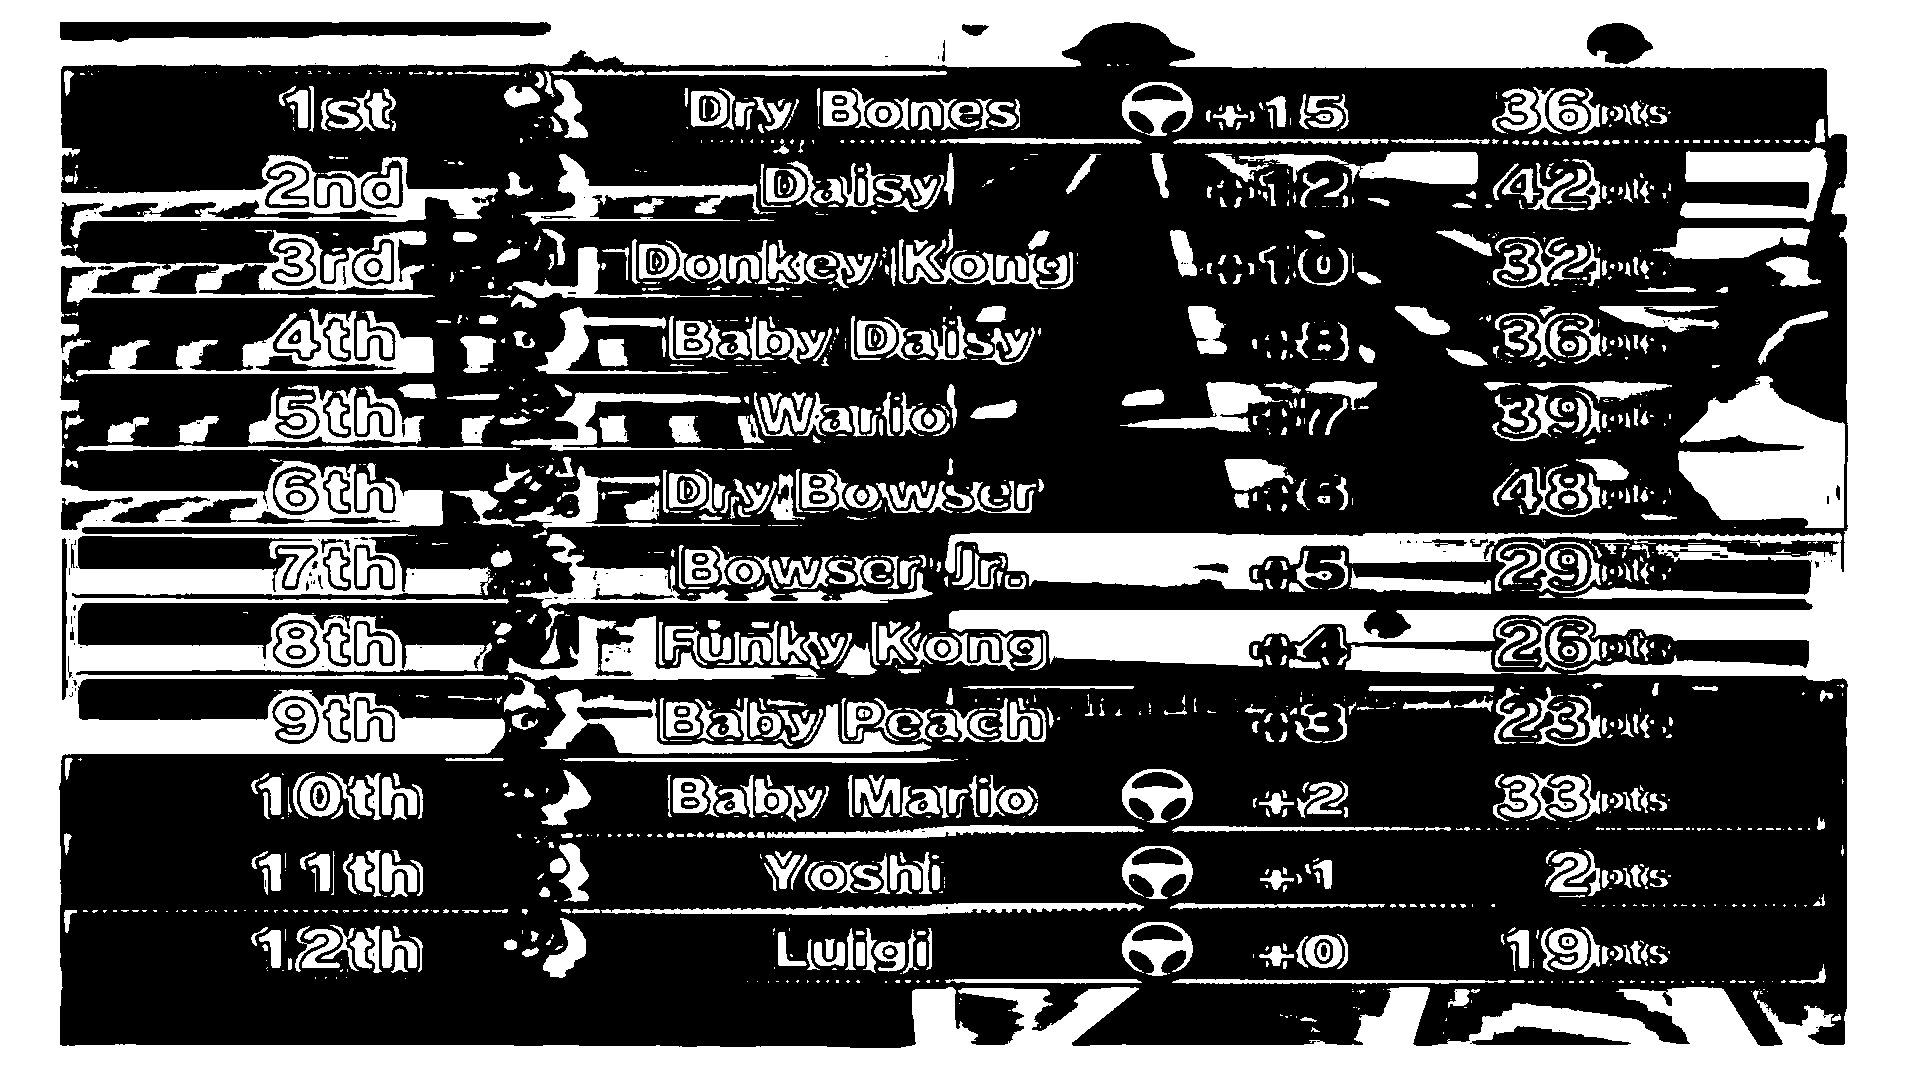 1st Dry Bones +15 36pts
2nd Daisy +12 42pts
3rd Donkey Kong +10 32pts
4th Baby Daisy +8 36pts
5th Wario +7 39pts
6th Dry Bowser +6 48pts
7th Bowser Jr. +5 29pts
8th Funky Kong +4 26pts
9th Baby Peach +3 23pts
10th Baby Mario +2 33pts
11th Yoshi +1 2pts
12th Luigi +0 19pts